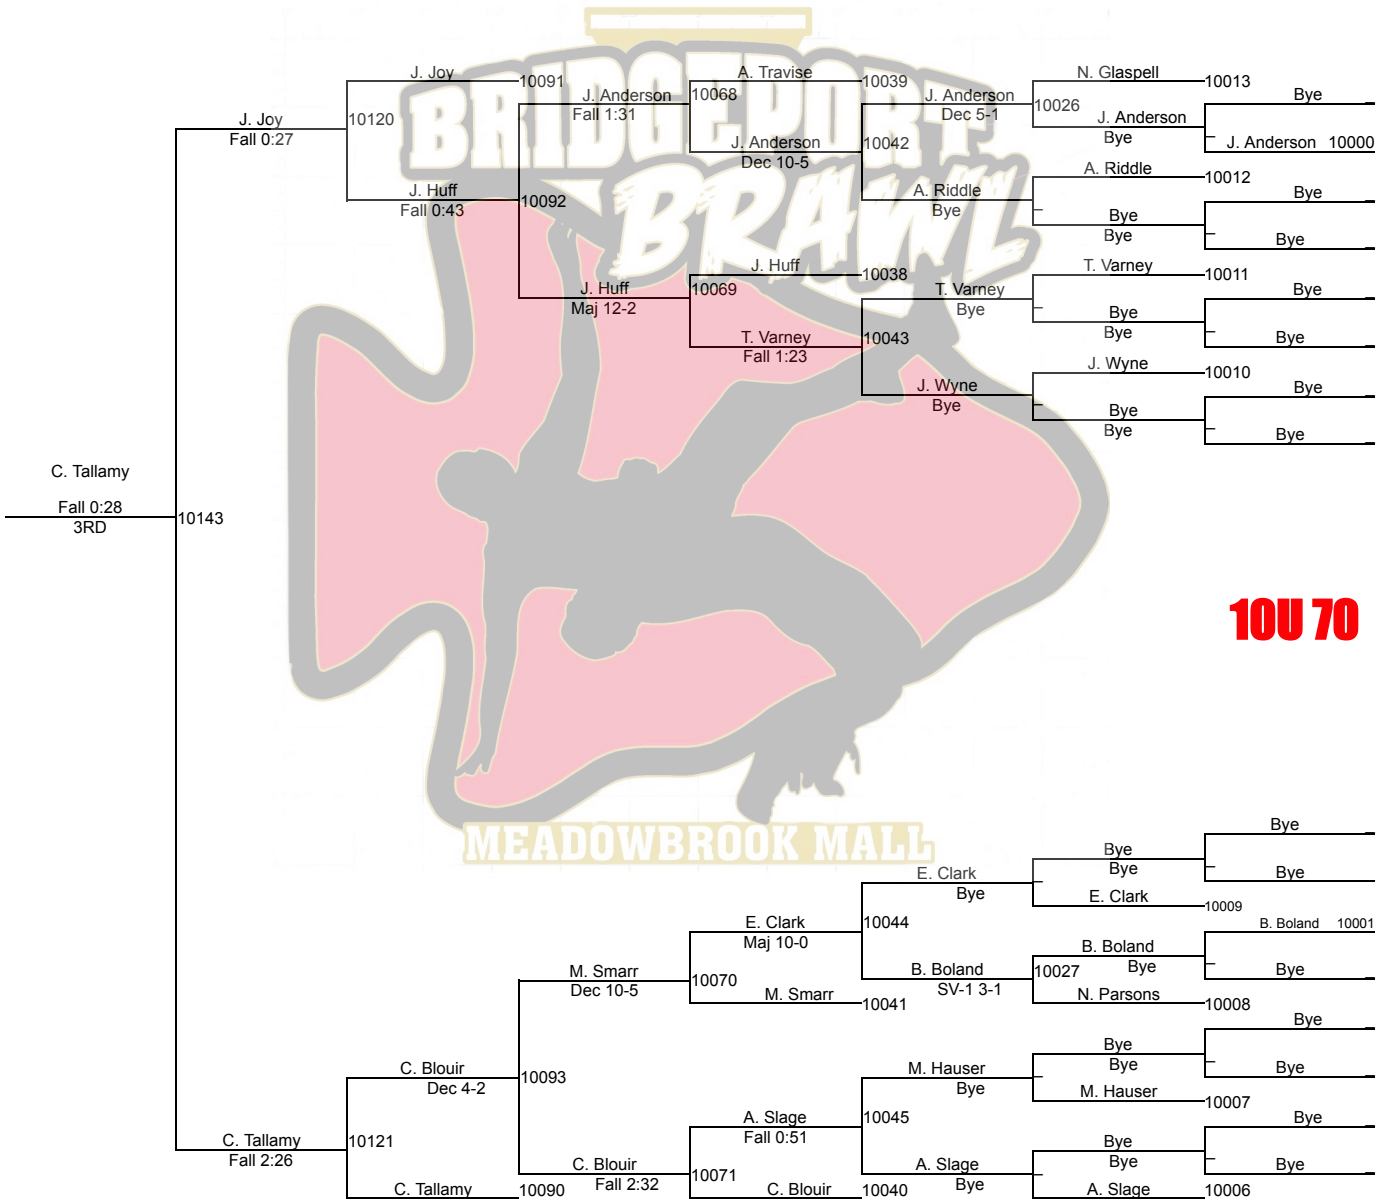 BRIDGEPORT
BRAWL
MEADOWBROOK MALL
10U 70
C. Tallamy
Fall 0:28
3RD
10143
J. Joy
Fall 0:27
10120
C. Tallamy
Fall 2:26
10121
J. Joy
10091
J. Huff
Fall 0:43
10092
C. Blouir
Dec 4-2
10093
C. Tallamy
10090
J. Anderson
Fall 1:31
10068
J. Huff
Maj 12-2
10069
M. Smarr
Dec 10-5
10070
C. Blouir
Fall 2:32
10071
A. Travise
10039
J. Anderson
Dec 10-5
10042
J. Huff
10038
T. Varney
Fall 1:23
10043
E. Clark
Maj 10-0
10044
M. Smarr
10041
A. Slage
Fall 0:51
10045
C. Blouir
10040
J. Anderson
Dec 5-1
10026
A. Riddle
Bye
T. Varney
Bye
J. Wyne
Bye
E. Clark
Bye
B. Boland
SV-1 3-1
10027
M. Hauser
Bye
A. Slage
Bye
N. Glaspell
10013
J. Anderson
Bye
A. Riddle
10012
Bye
Bye
T. Varney
10011
Bye
Bye
J. Wyne
10010
Bye
Bye
Bye
Bye
E. Clark
10009
B. Boland
Bye
N. Parsons
10008
Bye
Bye
M. Hauser
10007
Bye
Bye
A. Slage
10006
Bye
J. Anderson 10000
Bye
Bye
Bye
Bye
Bye
Bye
Bye
Bye
B. Boland 10001
Bye
Bye
Bye
Bye
Bye